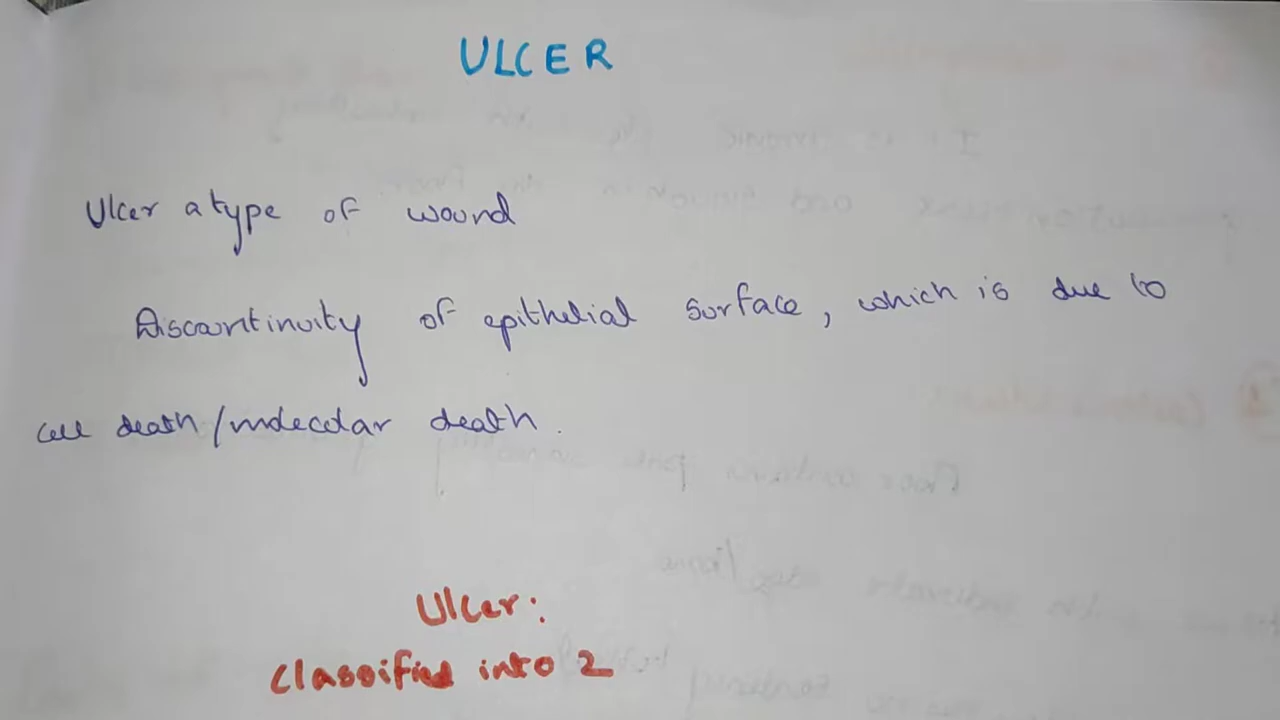 ULCER
Ulcer a type of wound
Discontinuity of epithelial surface, which is due to
cell death/molecular death.
Ulcer:
classified into 2